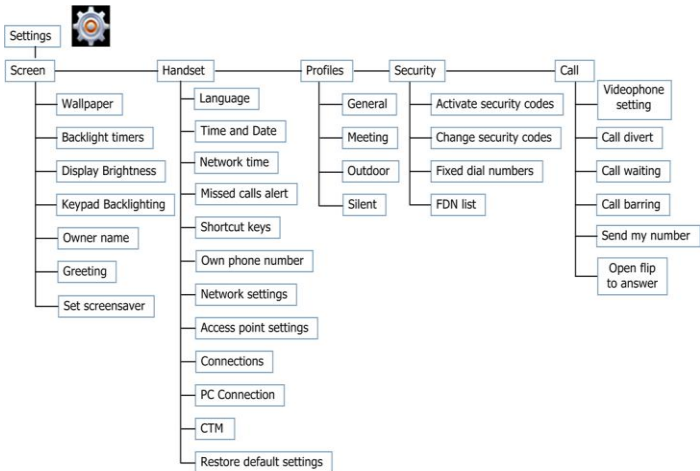 Settings
Screen
Handset
Profiles
Security
Call
Wallpaper
Backlight timers
Display Brightness
Keypad Backlighting
Owner name
Greeting
Set screensaver
Language
Time and Date
Network time
Missed calls alert
Shortcut keys
Own phone number
Network settings
Access point settings
Connections
PC Connection
CTM
Restore default settings
General
Meeting
Outdoor
Silent
Activate security codes
Change security codes
Fixed dial numbers
FDN list
Videophone
setting
Call divert
Call waiting
Call barring
Send my number
Open flip
to answer